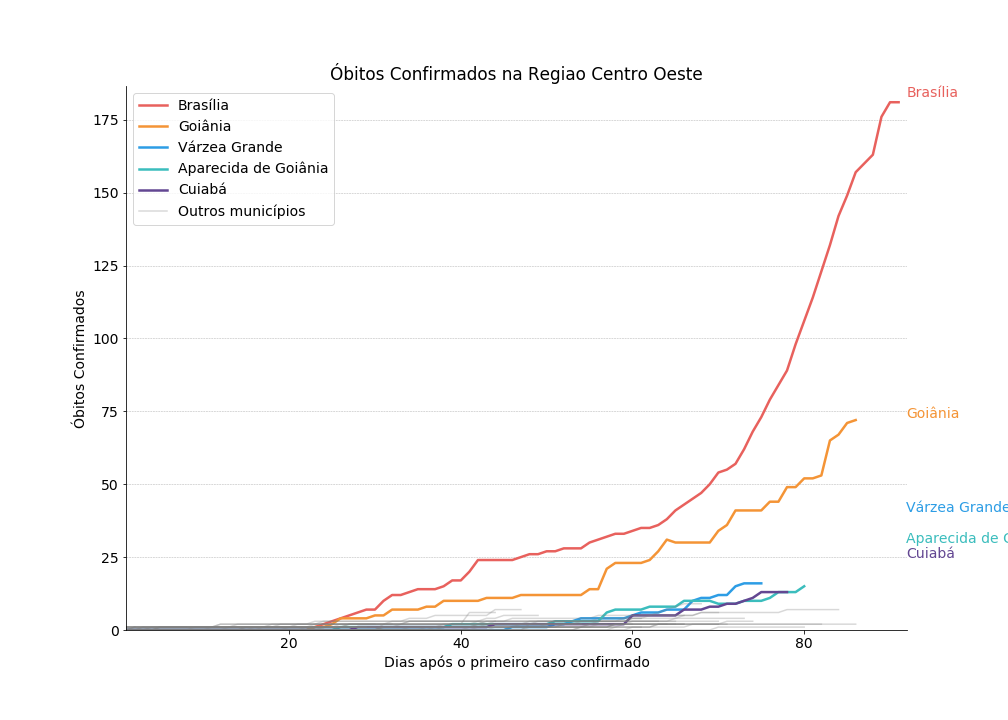 Óbitos Confirmados na Regiao Centro Oeste
Brasília
Goiânia
Várzea Grande
Aparecida de Goiânia
Cuiabá
Outros municípios
Óbitos Confirmados
175
150
125
100
75
50
25
0
20
40
60
80
Dias após o primeiro caso confirmado
Brasília
Goiânia
Várzea Grande
Aparecida de
Cuiabá